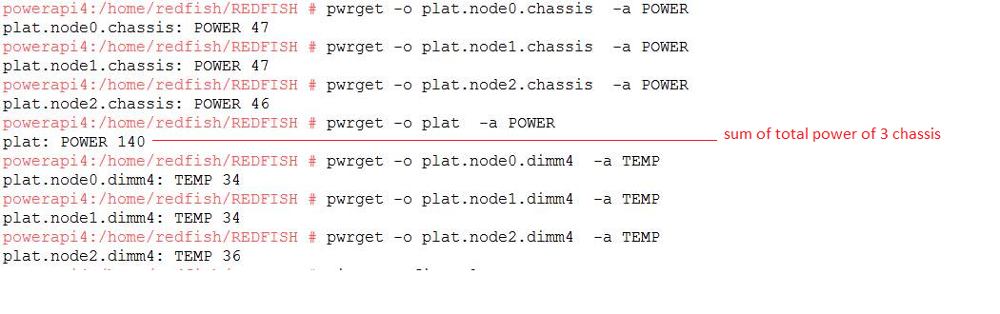 powerapi4:/home/redfish/REDFISH # pwrget -o plat.node0.chassis  -a POWER
plat.node0.chassis: POWER 47
powerapi4:/home/redfish/REDFISH # pwrget -o plat.node1.chassis  -a POWER
plat.node1.chassis: POWER 47
powerapi4:/home/redfish/REDFISH # pwrget -o plat.node2.chassis  -a POWER
plat.node2.chassis: POWER 46
powerapi4:/home/redfish/REDFISH # pwrget -o plat  -a POWER
plat: POWER 140
sum of total power of 3 chassis
powerapi4:/home/redfish/REDFISH # pwrget -o plat.node0.dimm4  -a TEMP
plat.node0.dimm4: TEMP 34
powerapi4:/home/redfish/REDFISH # pwrget -o plat.node1.dimm4  -a TEMP
plat.node1.dimm4: TEMP 34
powerapi4:/home/redfish/REDFISH # pwrget -o plat.node2.dimm4  -a TEMP
plat.node2.dimm4: TEMP 36